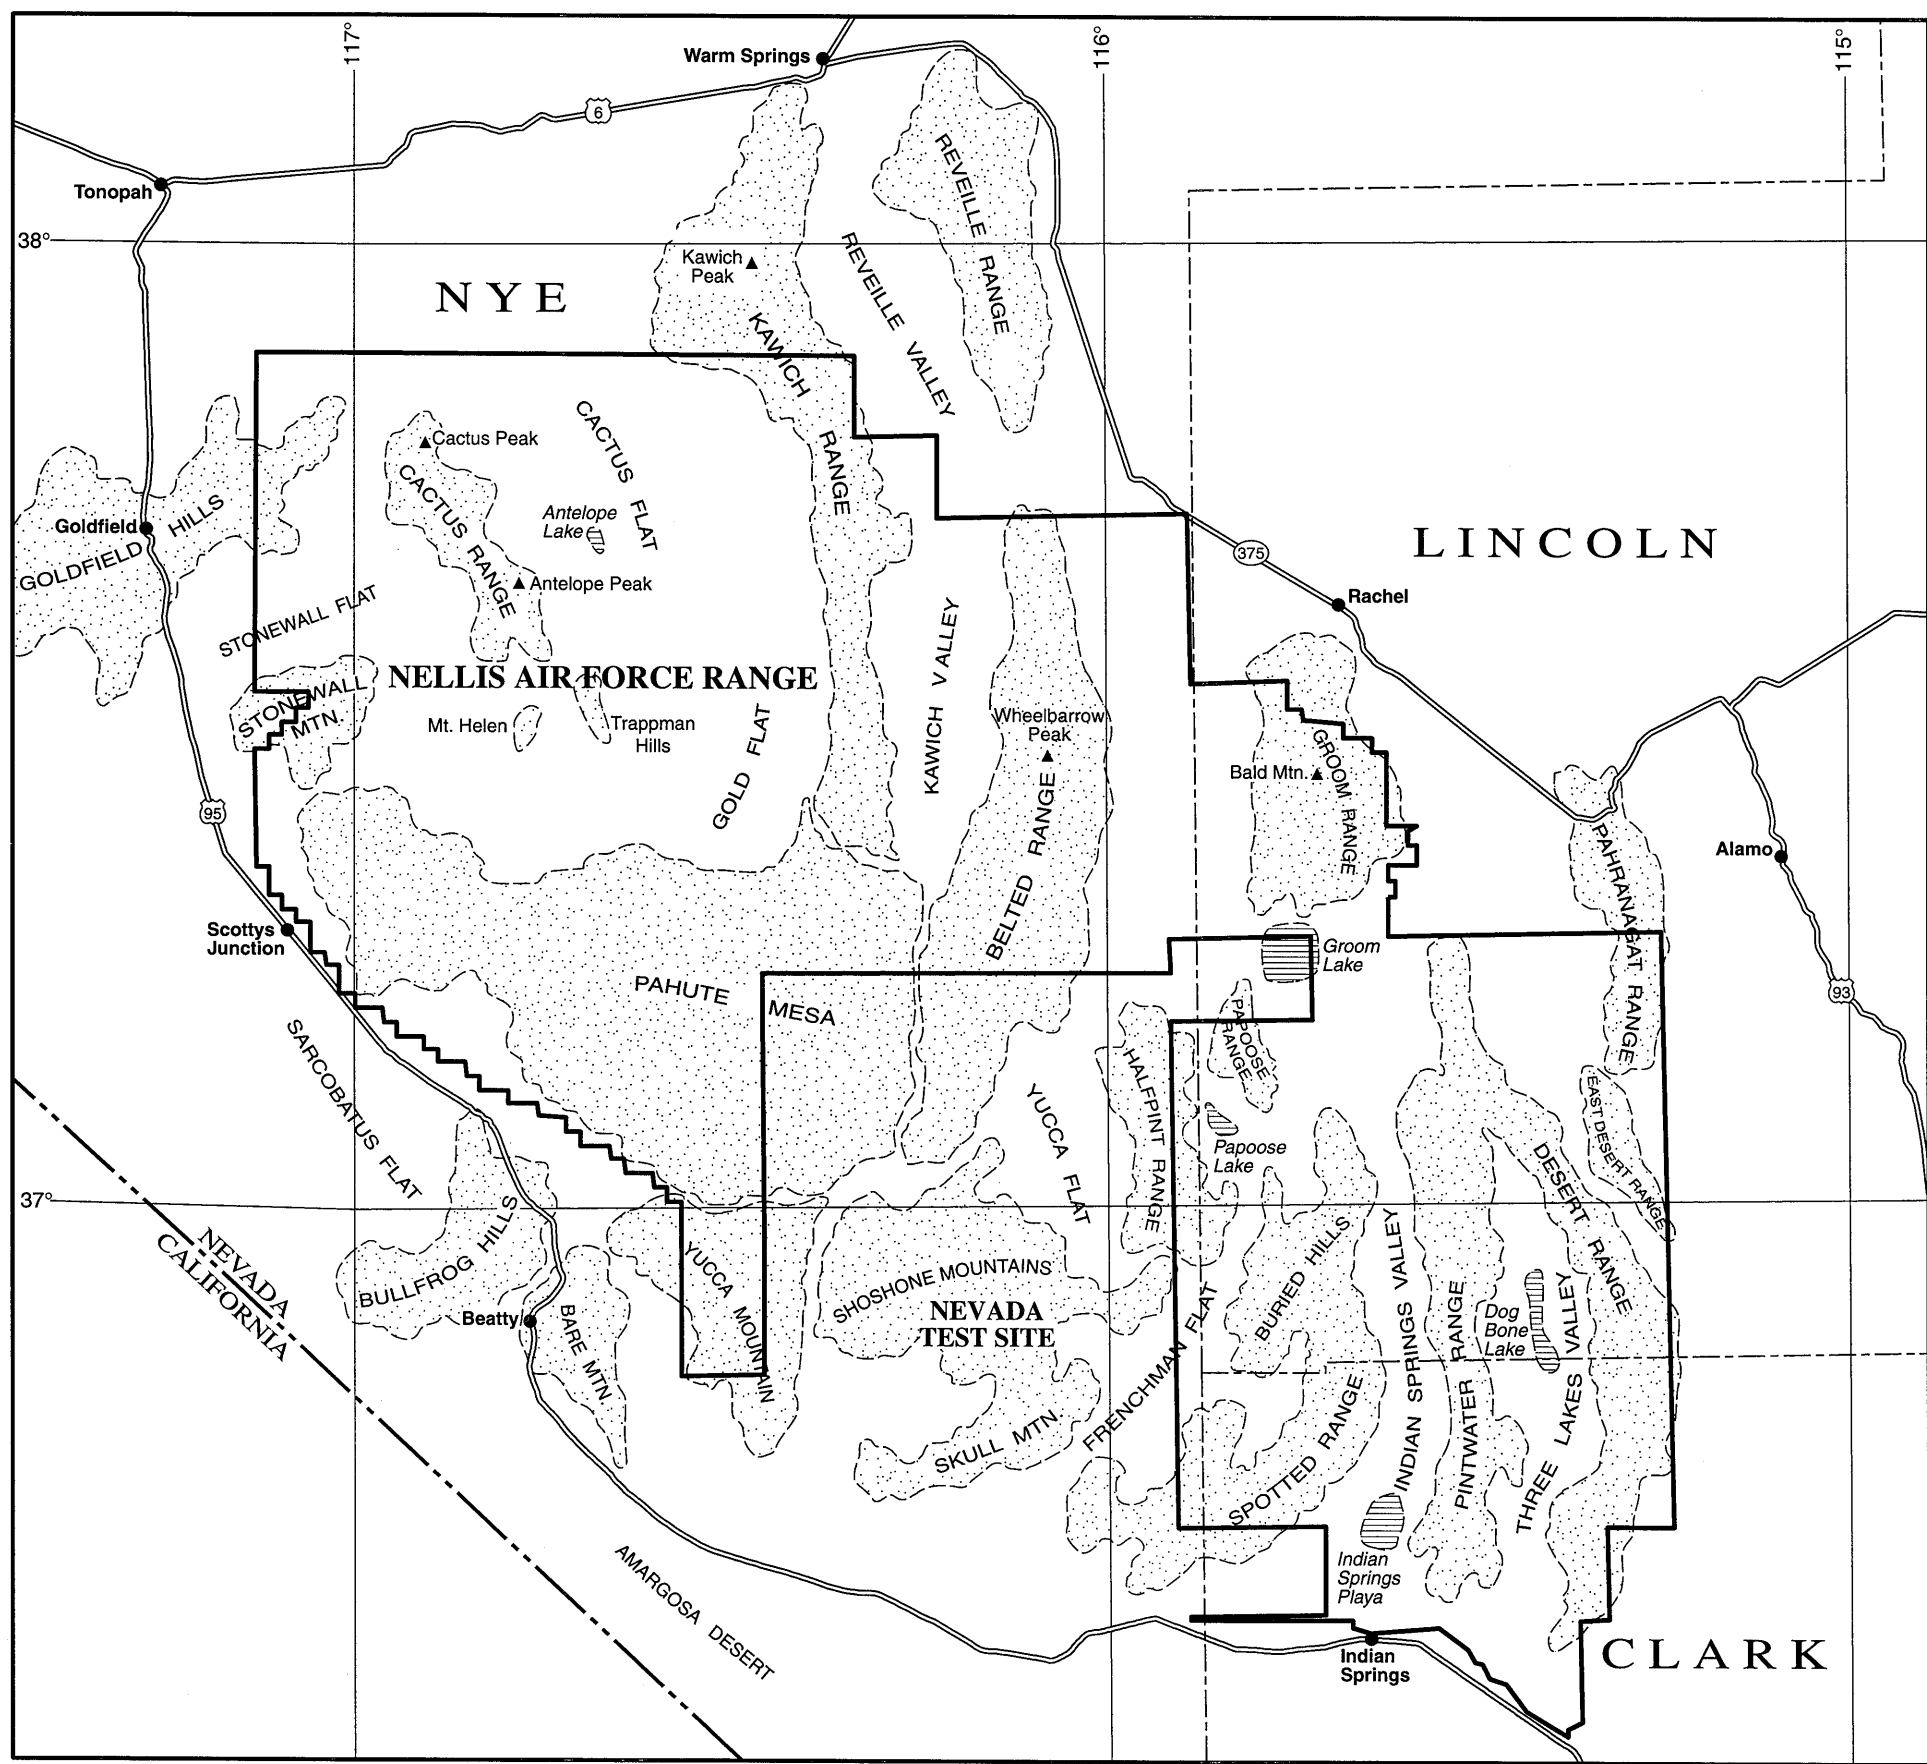 117°
116°
115°
Warm Springs
6
Tonopah
38°
REVEILLE RANGE
REVEILLE VALLEY
Kawich
Peak
NYE
KAWICH RANGE
Cactus Peak
CACTUS FLAT
CACTUS RANGE
Antelope
Lake
Antelope Peak
Goldfield
GOLDFIELD HILLS
STONEWALL FLAT
LINCOLN
375
Rachel
NELLIS AIR FORCE RANGE
STONEWALL
MTN.
Mt. Helen
Trappman
Hills
GOLD FLAT
KAWICH VALLEY
Wheelbarrow
Peak
BELTED RANGE
Bald Mtn.
GROOM RANGE
95
PAHRANAGAT RANGE
Alamo
Scottys
Junction
Groom
Lake
93
PAHUTE MESA
PAPOOSE
RANGE
SARCOBATUS FLAT
HALFPINT RANGE
YUCCA FLAT
Papoose
Lake
EAST DESERT RANGE
DESERT RANGE
37°
NEVADA
CALIFORNIA
BULLFROG HILLS
Beatty
BARE MTN.
YUCCA MOUNTAIN
SHOSHONE MOUNTAINS
NEVADA
TEST SITE
FRENCHMAN FLAT
BURIED HILLS
INDIAN SPRINGS VALLEY
PINTWATER RANGE
Dog
Bone
Lake
THREE LAKES VALLEY
SKULL MTN.
SPOTTED RANGE
AMARGOSA DESERT
Indian
Springs
Playa
Indian
Springs
CLARK